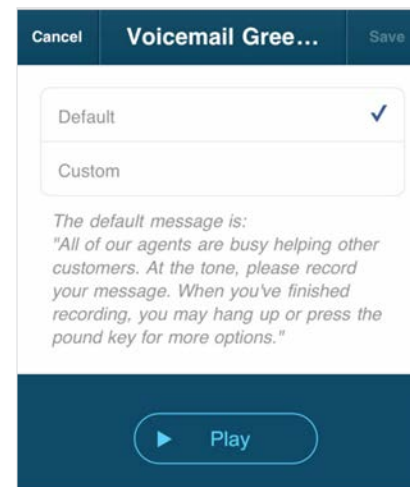 Cancel Voicemail Gree... Save
Default
Custom
The default message is:
"All of our agents are busy helping other
customers. At the tone, please record
your message. When you've finished
recording, you may hang up or press the
pound key for more options."
Play